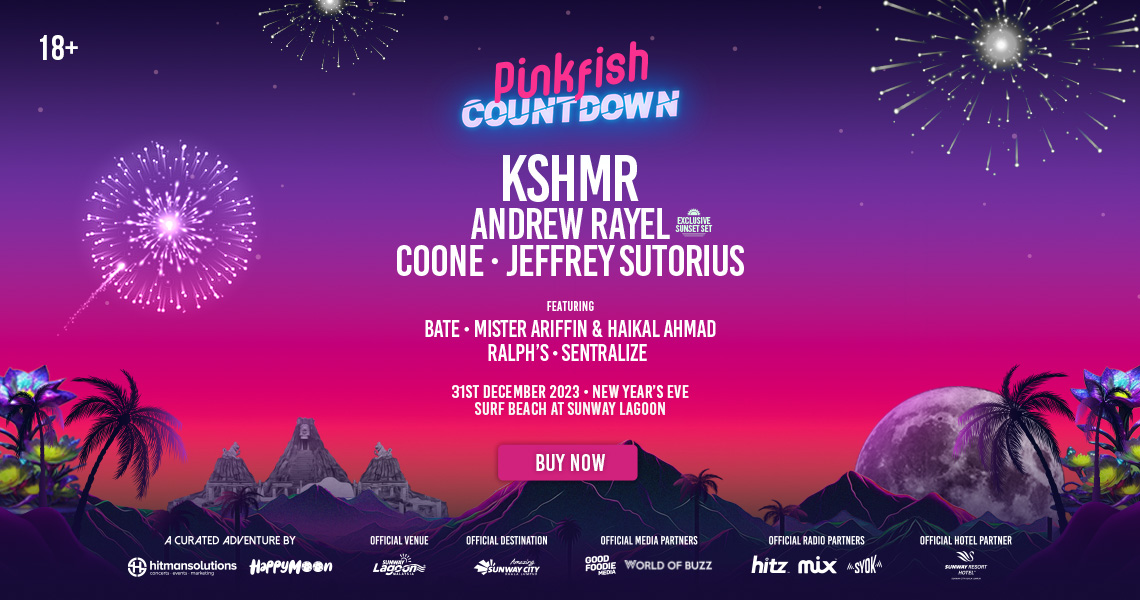 18+
Pinkfish
COUNTDOWN
KSHMR
ANDREW RAYEL
EXCLUSIVE
SUNSET SET
COONE • JEFFREY SUTORIUS
FEATURING
BATE • MISTER ARIFFIN & HAIKAL AHMAD
RALPH'S • SENTRALIZE
31ST DECEMBER 2023 • NEW YEAR'S EVE
SURF BEACH AT SUNWAY LAGOON
BUY NOW
A CURATED ADVENTURE BY
hitmansolutions
concerts · events · marketing
HAPPYMOON
OFFICIAL VENUE
SUNWAY
Lagoon
MALAYSIA
OFFICIAL DESTINATION
Amazing
SUNWAY CITY
KUALA LUMPUR
OFFICIAL MEDIA PARTNERS
GOOD
FOODIE
MEDIA
WORLD OF BUZZ
OFFICIAL RADIO PARTNERS
hitz
mix
SYOK
OFFICIAL HOTEL PARTNER
SUNWAY RESORT
HOTEL